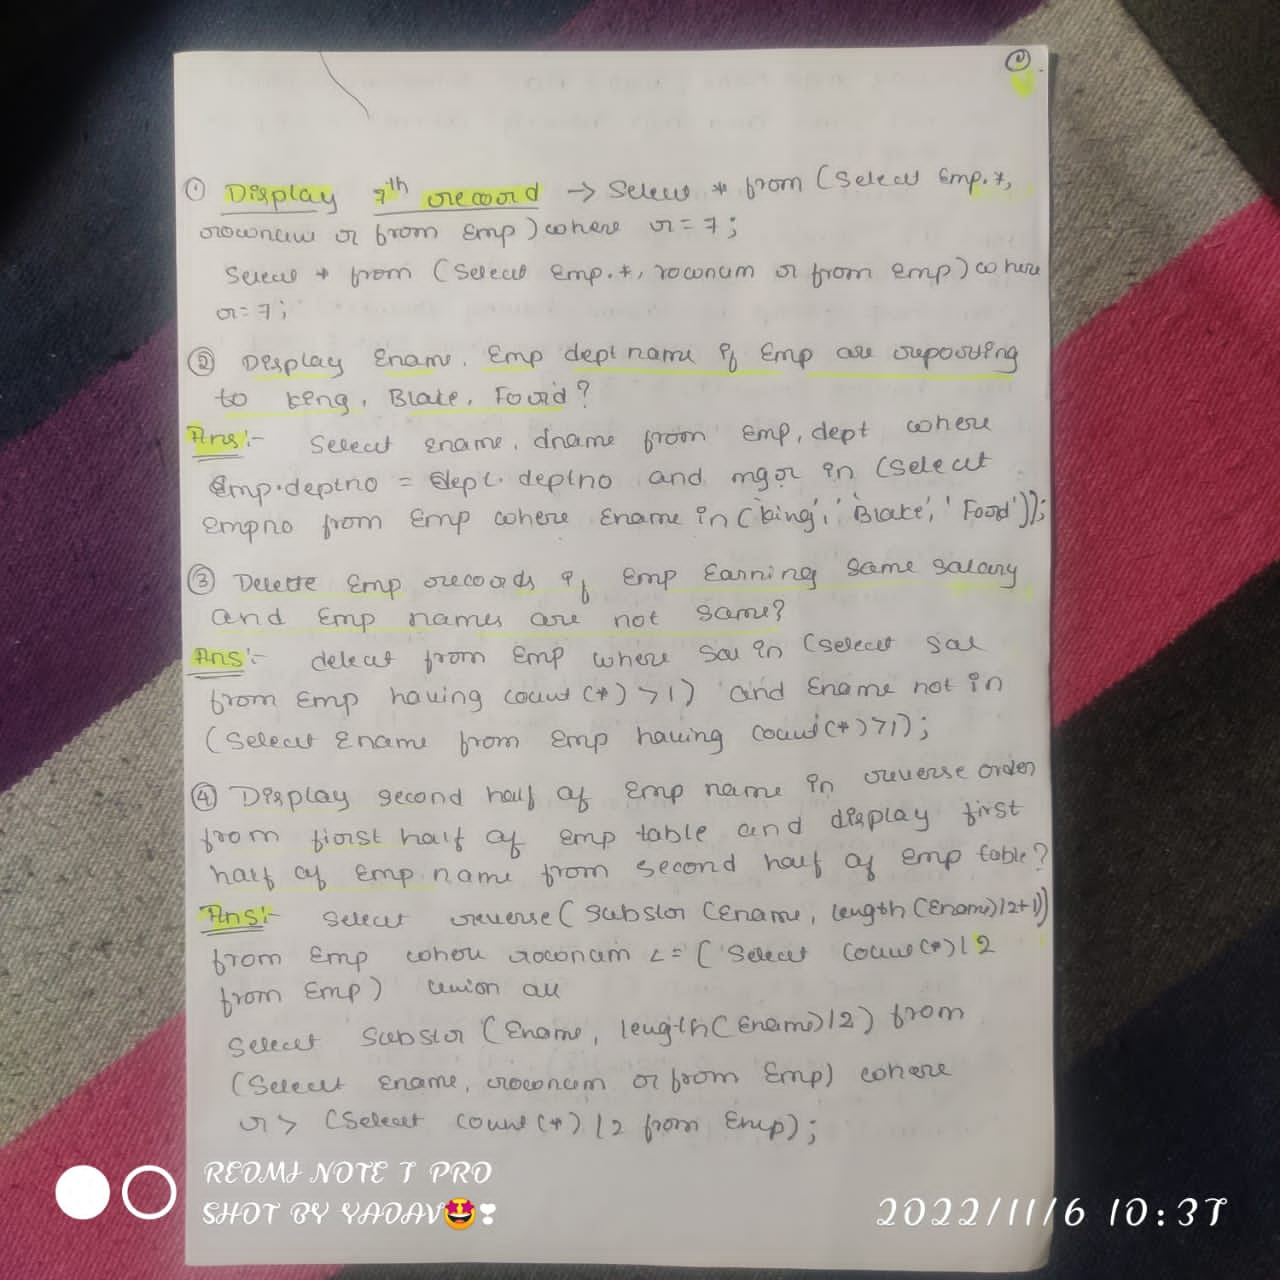 ① Display 7th record → Select * from (Select Emp.*,
rownum r from Emp) where r=7;
Select * from (Select Emp.*, rownum r from Emp) where
r=7;
② Display Ename, Emp dept name if Emp are reporting
to king, Blake, Ford?
Ans:- Select Ename, dname from Emp, dept where
Emp.deptno = dept.deptno and mgr in (Select
empno from Emp where Ename in ('king', 'Blake', 'Ford'));
③ Delete Emp records if Emp Earning same salary
and Emp names are not same?
Ans:- delect from Emp where Sal in (Select Sal
from Emp having count(*)>1) and Ename not in
(Select Ename from Emp having count(*)>1);
④ Display second half of Emp name in reverse order
from first half of Emp table and display first
half of Emp name from second half of Emp table?
Ans:- Select reverse(Substr(Ename, length(Ename)/2+1))
from Emp where rownum <= (Select Count(*)/2
from Emp) union all
Select Substr(Ename, length(Ename)/2) from
(Select Ename, rownum r from Emp) where
r> (Select count(*)/2 from Emp);
REDMI NOTE 7 PRO
SHOT BY YADAV🤩❣
2022/11/6 10:37